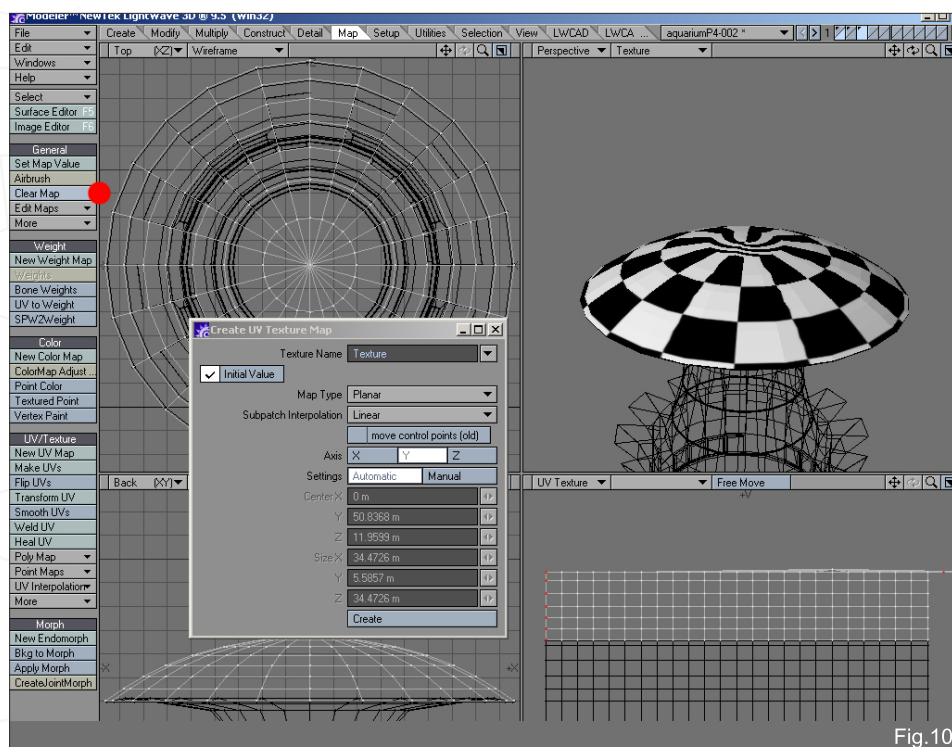 Modeler™ NewTek LightWave 3D ® 9.5 (Win32)
File Create Modify Multiply Construct Detail Map Setup Utilities Selection View LWCAD LWCA ... aquariumP4-002 * 1
Edit Top (XZ) Wireframe Perspective Texture
Windows
Help
Select
Surface Editor F5
Image Editor F6
General
Set Map Value
Airbrush
Clear Map
Edit Maps
More
Weight
New Weight Map
Weights
Bone Weights
UV to Weight
SPW2Weight
Color
New Color Map
ColorMap Adjust ...
Point Color
Textured Point
Vertex Paint
UV/Texture
New UV Map
Make UVs
Flip UVs
Transform UV
Smooth UVs
Weld UV
Heal UV
Poly Map
Point Maps
UV Interpolation
More
Morph
New Endomorph
Bkg to Morph
Apply Morph
CreateJointMorph
Create UV Texture Map
Texture Name Texture
Initial Value
Map Type Planar
Subpatch Interpolation Linear
move control points (old)
Axis X Y Z
Settings Automatic Manual
Center X 0 m
Y 50.8368 m
Z 11.9599 m
Size X 34.4726 m
Y 5.5857 m
Z 34.4726 m
Create
Back (XY)
-X +X
UV Texture Free Move
+V
Fig.10